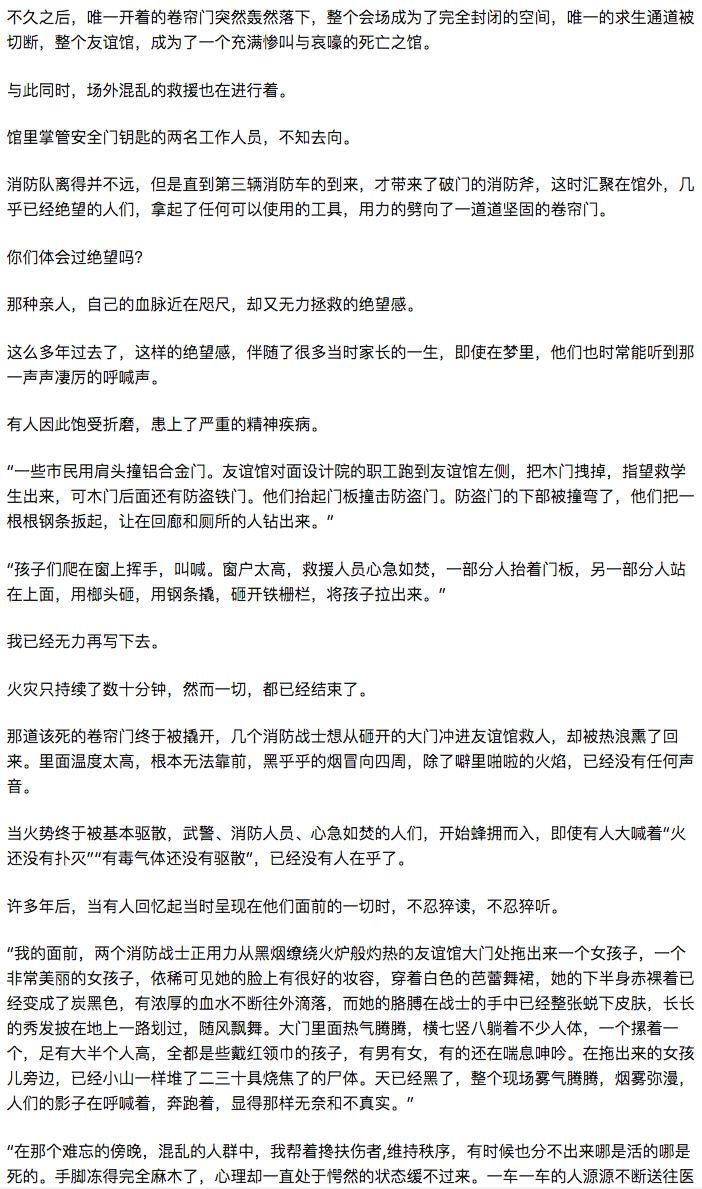 不久之后，唯一开着的卷帘门突然轰然落下，整个会场成为了完全封闭的空间，唯一的求生通道被
切断，整个友谊馆，成为了一个充满惨叫与哀嚎的死亡之馆。
与此同时，场外混乱的救援也在进行着。
馆里掌管安全门钥匙的两名工作人员，不知去向。
消防队离得并不远，但是直到第三辆消防车的到来，才带来了破门的消防斧，这时汇聚在馆外，几
乎已经绝望的人们，拿起了任何可以使用的工具，用力的劈向了一道道坚固的卷帘门。
你们体会过绝望吗？
那种亲人，自己的血脉近在咫尺，却又无力拯救的绝望感。
这么多年过去了，这样的绝望感，伴随了很多当时家长的一生，即使在梦里，他们也时常能听到那
一声声凄厉的呼喊声。
有人因此饱受折磨，患上了严重的精神疾病。
“一些市民用肩头撞铝合金门。友谊馆对面设计院的职工跑到友谊馆左侧，把木门拽掉，指望救学
生出来，可木门后面还有防盗铁门。他们抬起门板撞击防盗门。防盗门的下部被撞弯了，他们把一
根根钢条扳起，让在回廊和厕所的人钻出来。”
“孩子们爬在窗上挥手，叫喊。窗户太高，救援人员心急如焚，一部分人抬着门板，另一部分人站
在上面，用榔头砸，用钢条撬，砸开铁栅栏，将孩子拉出来。”
我已经无力再写下去。
火灾只持续了数十分钟，然而一切，都已经结束了。
那道该死的卷帘门终于被撬开，几个消防战士想从砸开的大门冲进友谊馆救人，却被热浪熏了回
来。里面温度太高，根本无法靠前，黑乎乎的烟冒向四周，除了噼里啪啦的火焰，已经没有任何声
音。
当火势终于被基本驱散，武警、消防人员、心急如焚的人们，开始蜂拥而入，即使有人大喊着“火
还没有扑灭”“有毒气体还没有驱散”，已经没有人在乎了。
许多年后，当有人回忆起当时呈现在他们面前的一切时，不忍猝读，不忍猝听。
“我的面前，两个消防战士正用力从黑烟缭绕火炉般灼热的友谊馆大门处拖出来一个女孩子，一个
非常美丽的女孩子，依稀可见她的脸上有很好的妆容，穿着白色的芭蕾舞裙，她的下半身赤裸着已
经变成了炭黑色，有浓厚的血水不断往外滴落，而她的胳膊在战士的手中已经整张蜕下皮肤，长长
的秀发披在地上一路划过，随风飘舞。大门里面热气腾腾，横七竖八躺着不少人体，一个摞着一
个，足有大半个人高，全都是些戴红领巾的孩子，有男有女，有的还在喘息呻吟。在拖出来的女孩
儿旁边，已经小山一样堆了二三十具烧焦了的尸体。天已经黑了，整个现场雾气腾腾，烟雾弥漫，
人们的影子在呼喊着，奔跑着，显得那样无奈和不真实。”
“在那个难忘的傍晚，混乱的人群中，我帮着搀扶伤者,维持秩序，有时候也分不出来哪是活的哪是
死的。手脚冻得完全麻木了，心理却一直处于愕然的状态缓不过来。一车一车的人源源不断送往医